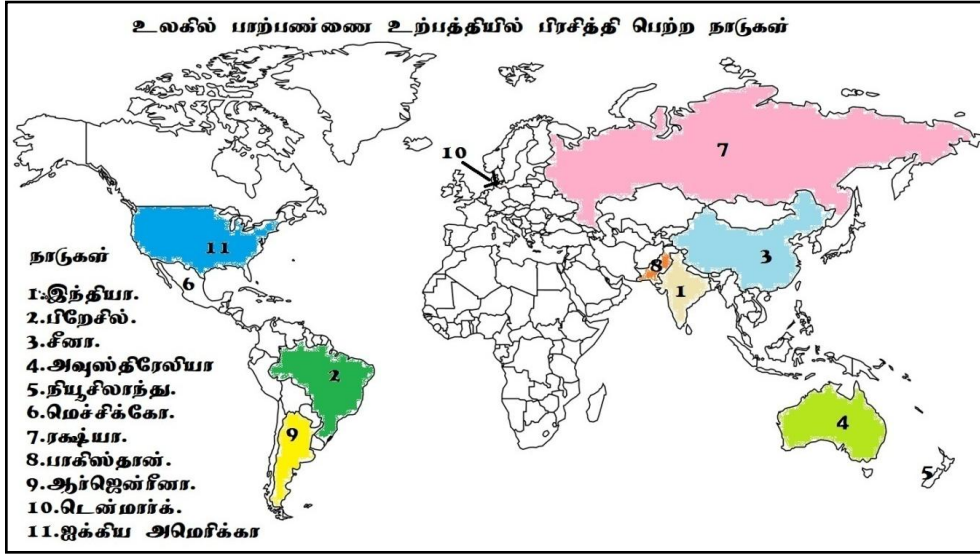 உலகில் பாற்பண்ணை உற்பத்தியில் பிரசித்தி பெற்ற நாடுகள்
10
7
11
3
நாடுகள்
8
6
1
1.இந்தியா.
2.பிறேசில்.
3.சீனா.
4.அவுஸ்திரேலியா
5.நியூசிலாந்து.
6.மெச்சிக்கோ.
7.ரக்ஷ்யா.
8.பாகிஸ்தான்.
9.ஆர்ஜென்ரீனா.
10.டென்மார்க்.
11.ஐக்கிய அமெரிக்கா
2
9
4
5